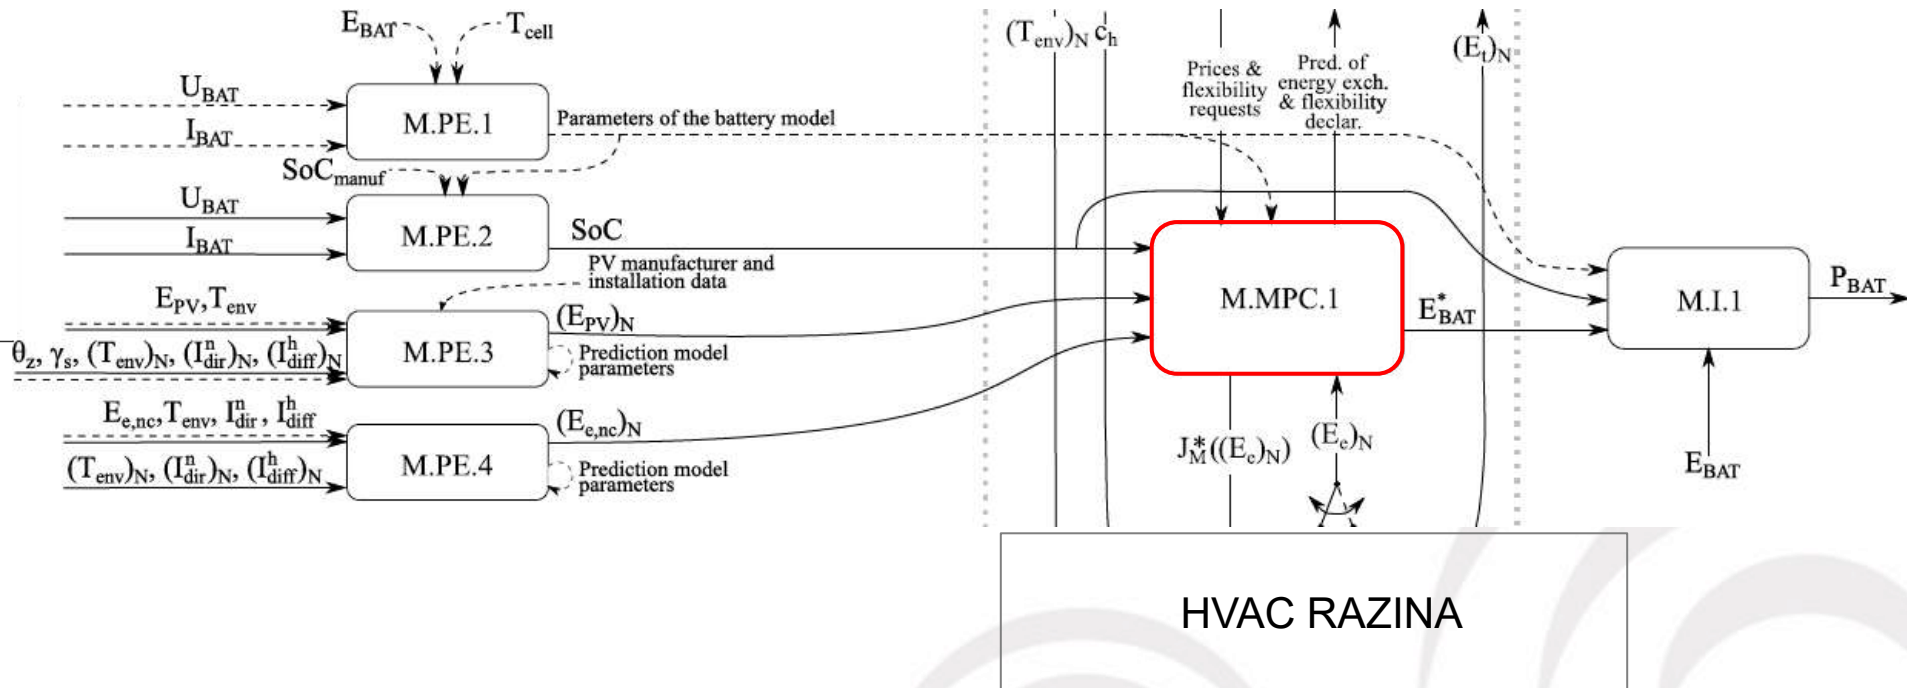 E_BAT
T_cell
(T_env)_N c_h
(E_t)_N
Prices &
flexibility
requests
Pred. of
energy exch.
& flexibility
declar.
U_BAT
I_BAT
M.PE.1
Parameters of the battery model
SoC_manuf
U_BAT
I_BAT
M.PE.2
SoC
PV manufacturer and
installation data
E_PV, T_env
θ_z, γ_s, (T_env)_N, (I^n_dir)_N, (I^h_diff)_N
M.PE.3
(E_PV)_N
Prediction model
parameters
E_e,nc, T_env, I^n_dir, I^h_diff
(T_env)_N, (I^n_dir)_N, (I^h_diff)_N
M.PE.4
(E_e,nc)_N
Prediction model
parameters
M.MPC.1
E*_BAT
J*_M((E_e)_N)
(E_e)_N
M.I.1
P_BAT
E_BAT
HVAC RAZINA